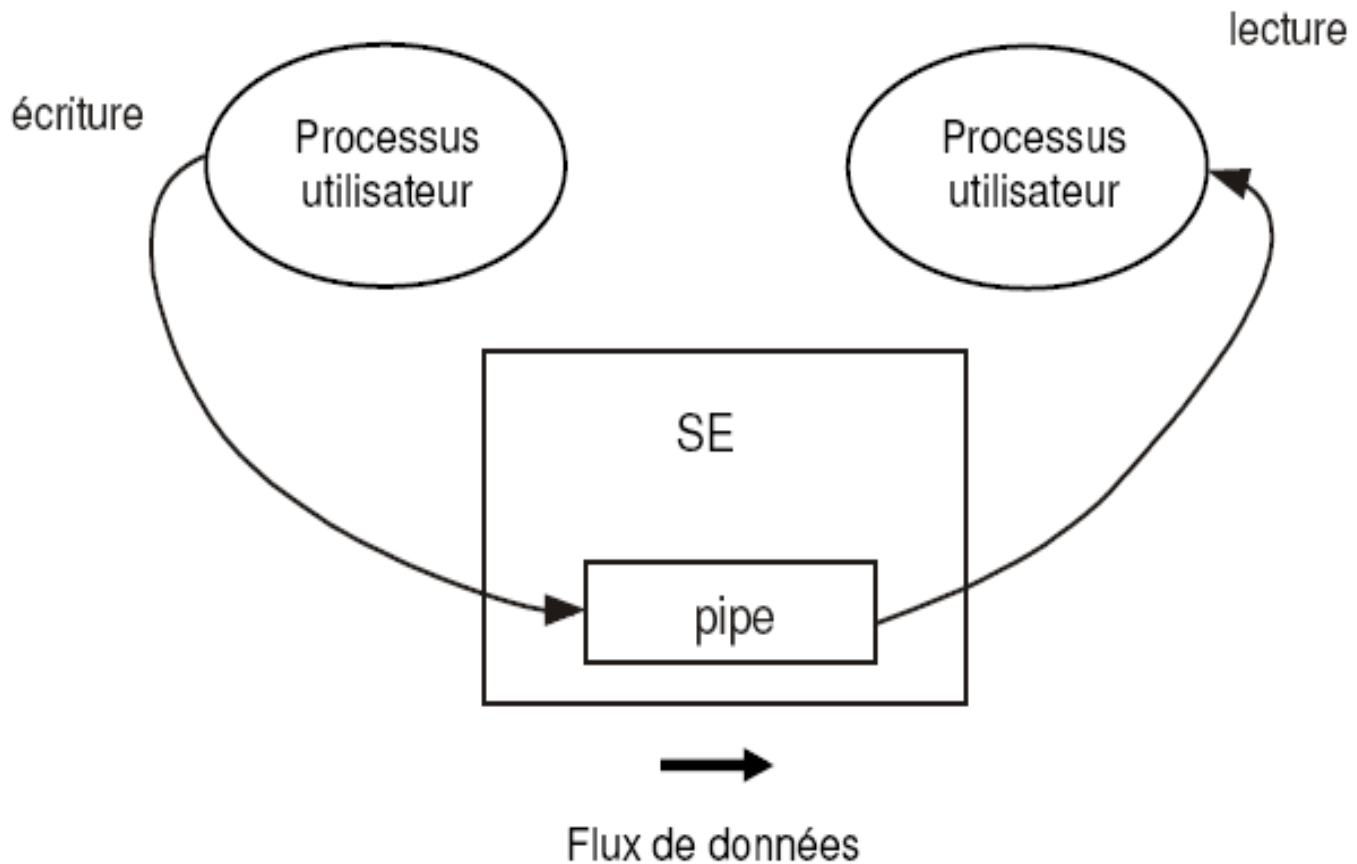 lecture
écriture
Processus
utilisateur
Processus
utilisateur
SE
pipe
Flux de données